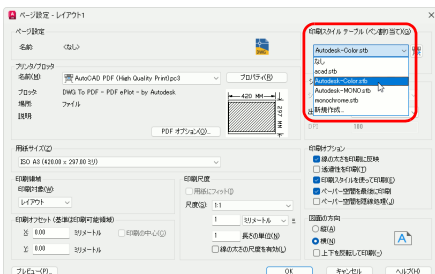 ページ設定 - レイアウト1
ページ設定
名前: <なし>
プリンタ/プロッタ
名前(M): AutoCAD PDF (High Quality Print).pc3 プロパティ(R)
プロッタ: DWG To PDF - PDF ePlot - by Autodesk
場所: ファイル
説明:
420 MM
297 MM
PDF オプション(O)...
用紙サイズ(Z)
ISO A3 (420.00 x 297.00 ミリ)
印刷領域
印刷対象(W):
レイアウト
印刷オフセット (基準は印刷可能領域)
X: 0.00 ミリメートル 印刷の中心(C)
Y: 0.00 ミリメートル
印刷尺度
用紙にフィット(I)
尺度(S): 1:1
1 ミリメートル =
1 長さの単位(N)
線の太さの尺度を有効(L)
印刷スタイル テーブル (ペン割り当て)(G)
Autodesk-Color.stb
なし
acad.stb
Autodesk-Color.stb
Autodesk-MONO.stb
monochrome.stb
新規作成...
DPI 100
印刷オプション
線の太さを印刷に反映
透過性を印刷(T)
印刷スタイルを使って印刷(E)
ペーパー空間を最後に印刷
ペーパー空間を隠線処理(J)
図面の方向
縦(A)
横(N)
上下を反転して印刷(-)
A
プレビュー(P)... OK キャンセル ヘルプ(H)